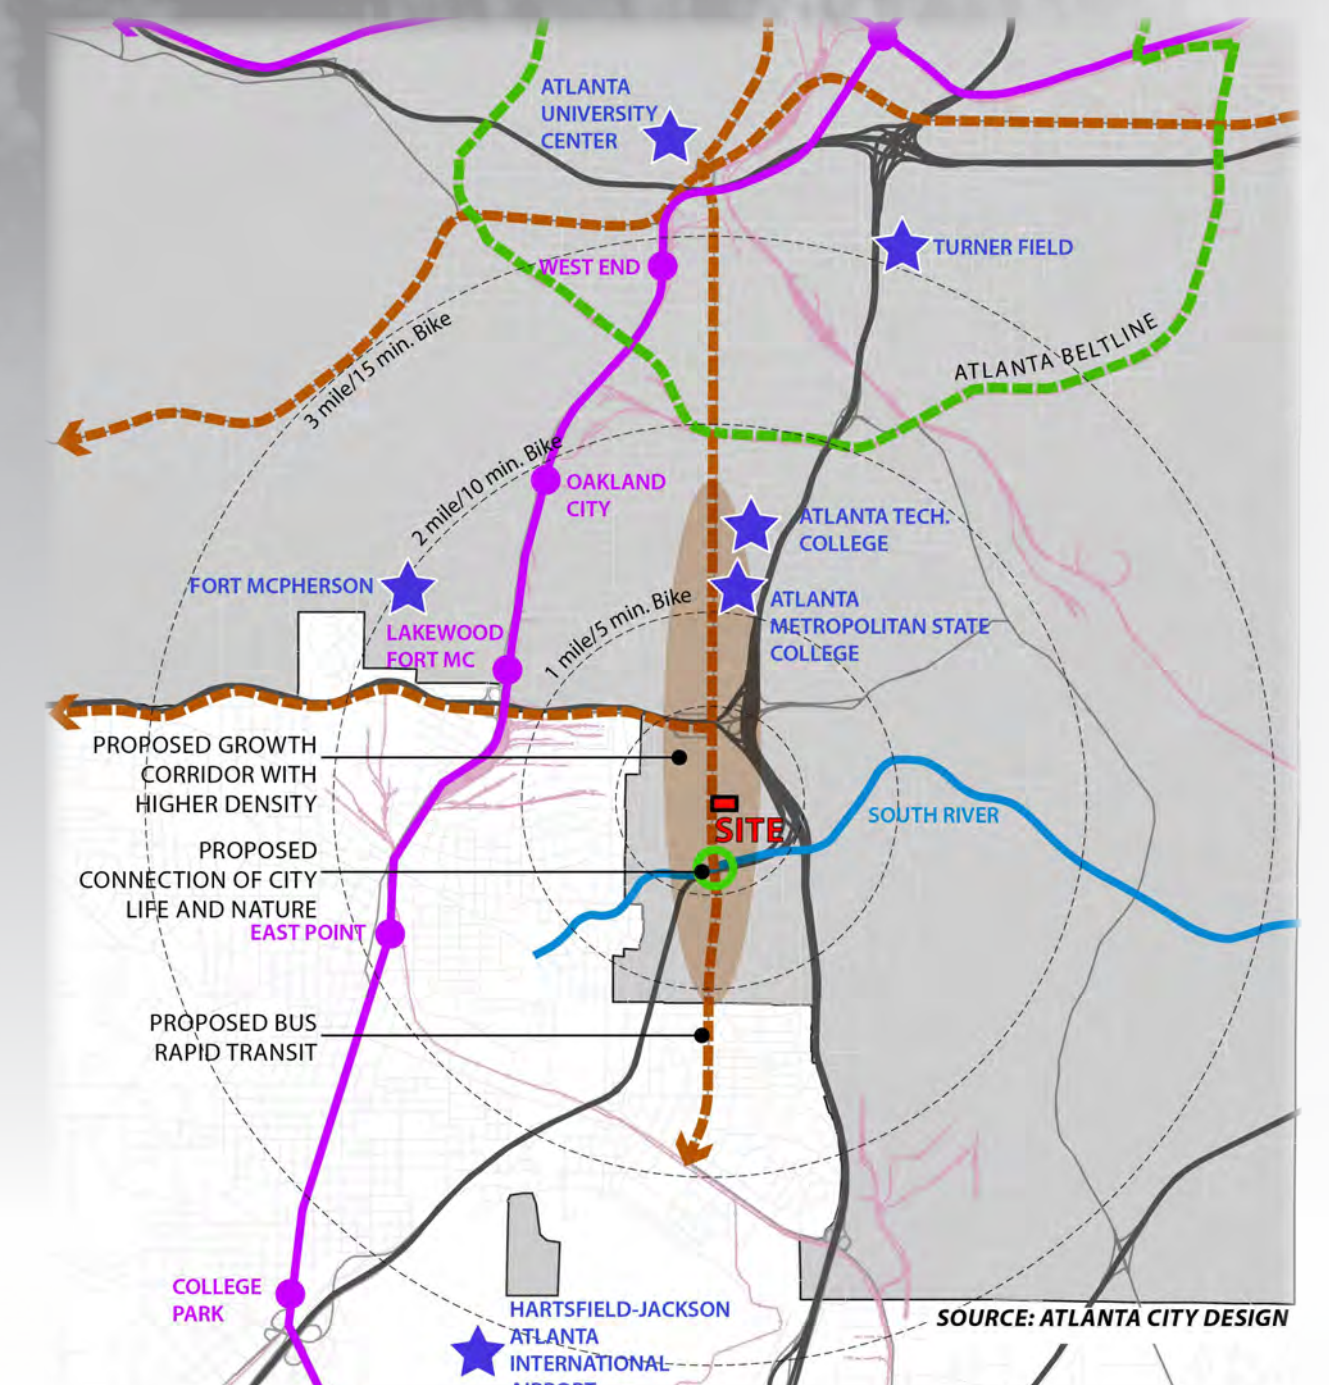 ATLANTA
UNIVERSITY
CENTER
TURNER FIELD
WEST END
3 mile/15 min. Bike
ATLANTA BELTLINE
2 mile/10 min. Bike
OAKLAND
CITY
ATLANTA TECH.
COLLEGE
FORT MCPHERSON
1 mile/5 min. Bike
ATLANTA
METROPOLITAN STATE
COLLEGE
LAKEWOOD
FORT MC
PROPOSED GROWTH
CORRIDOR WITH
HIGHER DENSITY
SITE
SOUTH RIVER
PROPOSED
CONNECTION OF CITY
LIFE AND NATURE
EAST POINT
PROPOSED BUS
RAPID TRANSIT
COLLEGE
PARK
HARTSFIELD-JACKSON
ATLANTA
INTERNATIONAL
AIRPORT
SOURCE: ATLANTA CITY DESIGN